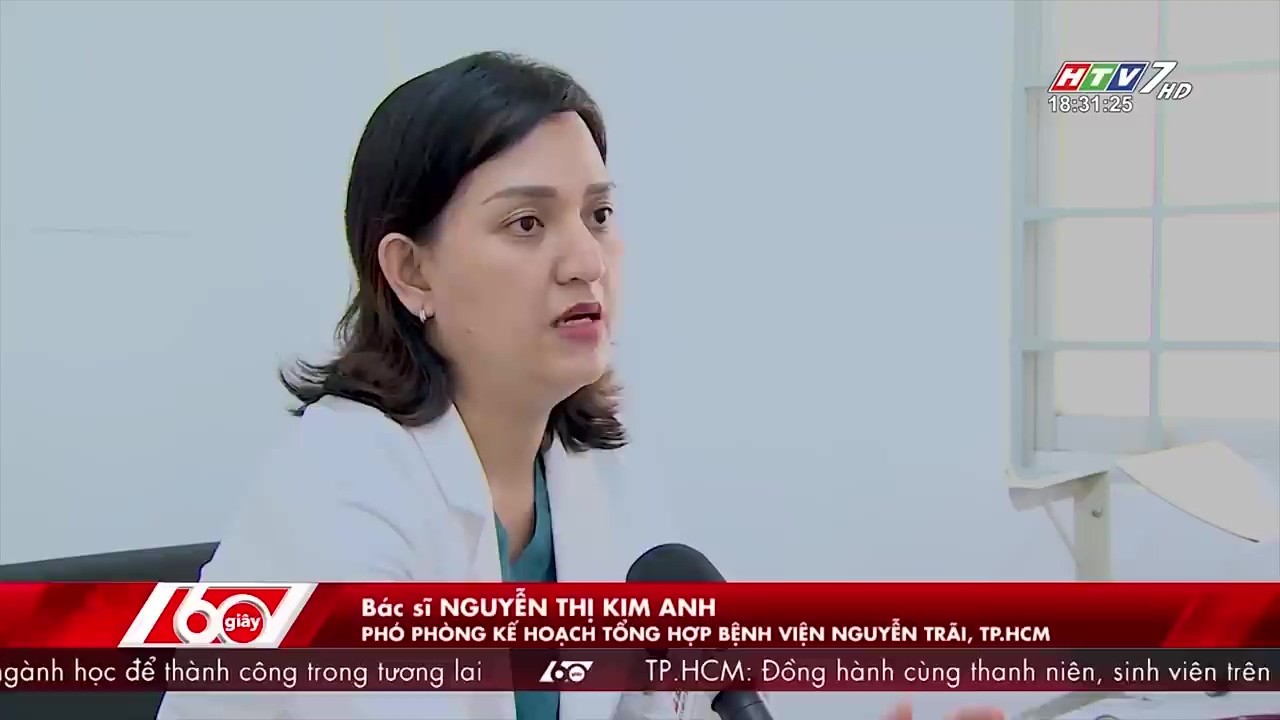 HTV7 HD
18:31:25
60 giây
Bác sĩ NGUYỄN THỊ KIM ANH
PHÓ PHÒNG KẾ HOẠCH TỔNG HỢP BỆNH VIỆN NGUYỄN TRÃI, TP.HCM
ngành học để thành công trong tương lai 60 giây TP.HCM: Đồng hành cùng thanh niên, sinh viên trên